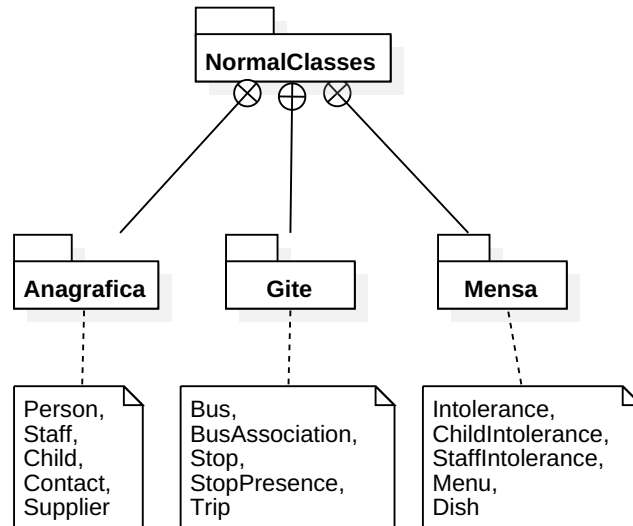 NormalClasses
Anagrafica
Gite
Mensa
Person,
Staff,
Child,
Contact,
Supplier
Bus,
BusAssociation,
Stop,
StopPresence,
Trip
Intolerance,
ChildIntolerance,
StaffIntolerance,
Menu,
Dish